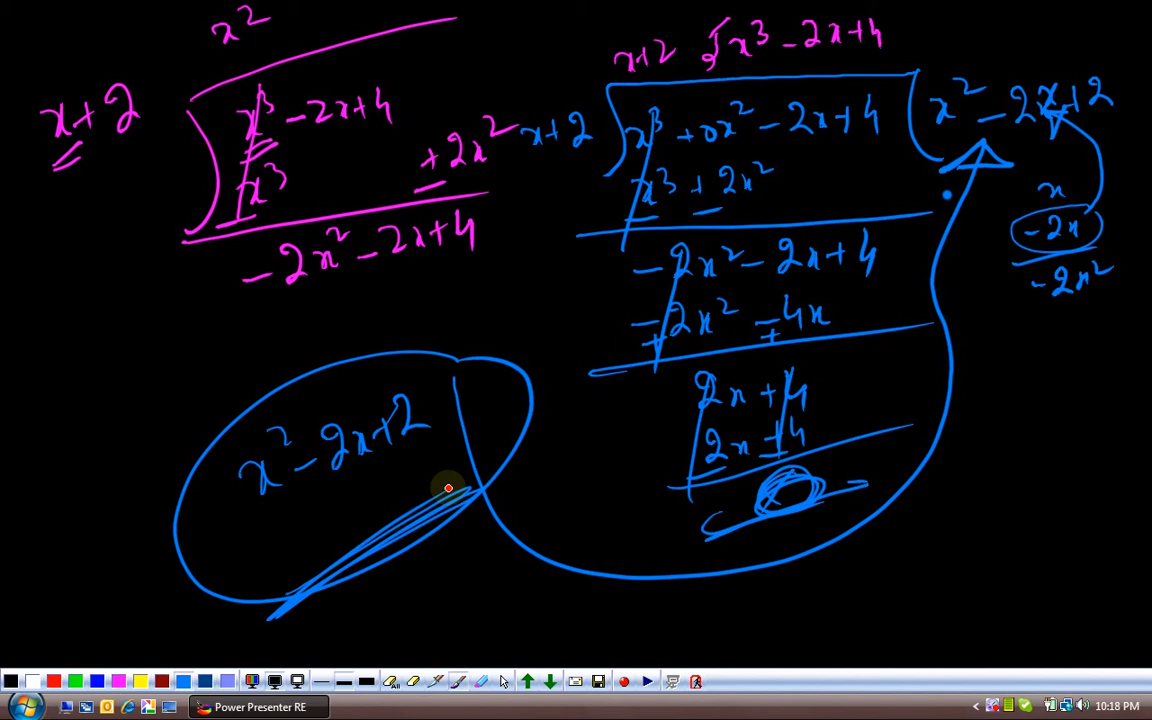 x²
x+2 x³ - 2x+4
x³ +2x²
-2x² -2x+4
x+2 x³ -2x+4
x+2 x³ +0x² -2x+4 x² -2x+2
x³ +2x²
-2x² -2x+4
-2x² -4x
+ +
2x +4
2x +4
0
x
-2x
-2x²
x² -2x+2
Power Presenter RE
10:18 PM